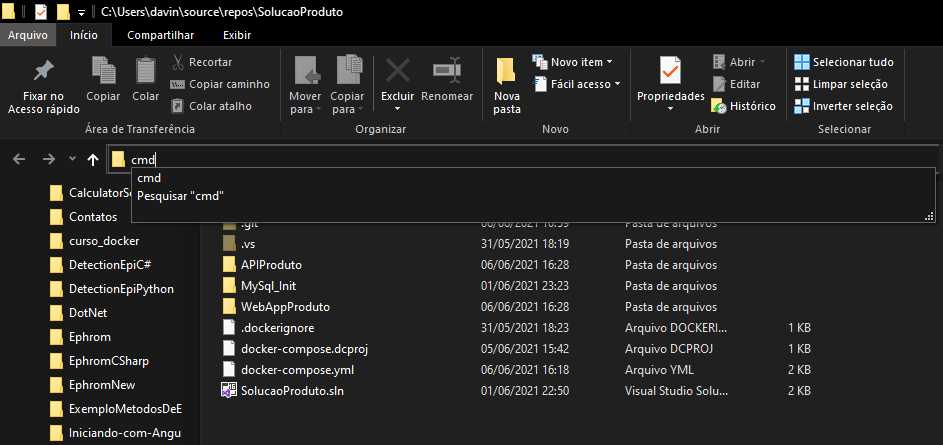 C:\Users\davin\source\repos\SolucaoProduto
Arquivo Início Compartilhar Exibir
Fixar no Acesso rápido
Copiar
Colar
Recortar
Copiar caminho
Colar atalho
Área de Transferência
Mover para
Copiar para
Excluir
Renomear
Organizar
Nova pasta
Novo item
Fácil acesso
Novo
Propriedades
Abrir
Editar
Histórico
Abrir
Selecionar tudo
Limpar seleção
Inverter seleção
Selecionar
cmd
cmd
Pesquisar "cmd"
Contatos
curso_docker
DetectionEpiC#
DetectionEpiPython
DotNet
Ephrom
EphromCSharp
EphromNew
ExemploMetodosDeE
Iniciando-com-Angu
.git 06/06/2021 16:39 Pasta de arquivos
.vs 31/05/2021 18:19 Pasta de arquivos
APIProduto 06/06/2021 16:28 Pasta de arquivos
MySql_Init 01/06/2021 23:23 Pasta de arquivos
WebAppProduto 06/06/2021 16:28 Pasta de arquivos
.dockerignore 31/05/2021 18:23 Arquivo DOCKERI... 1 KB
docker-compose.dcproj 05/06/2021 15:42 Arquivo DCPROJ 1 KB
docker-compose.yml 06/06/2021 16:18 Arquivo YML 2 KB
SolucaoProduto.sln 01/06/2021 22:50 Visual Studio Solu... 4 KB